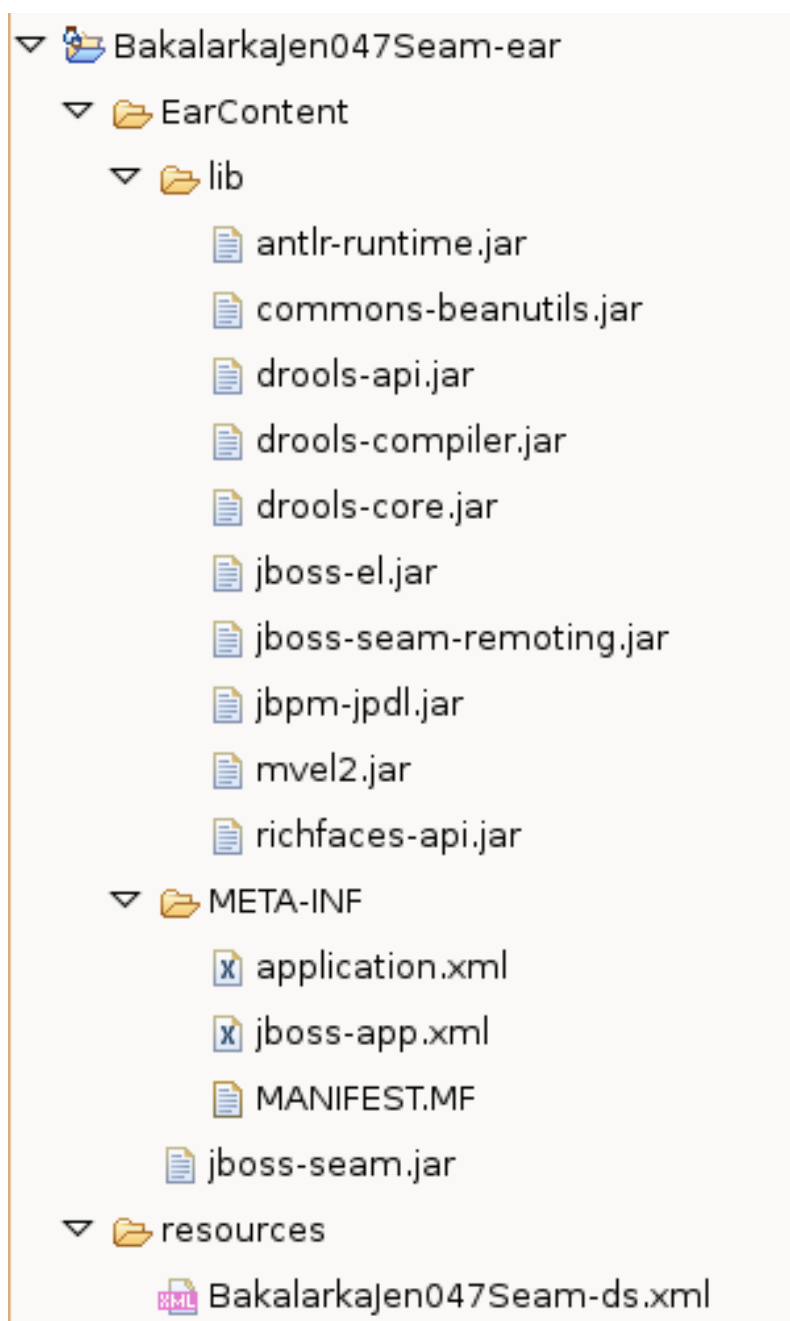 BakalarkaJen047Seam-ear
EarContent
lib
antlr-runtime.jar
commons-beanutils.jar
drools-api.jar
drools-compiler.jar
drools-core.jar
jboss-el.jar
jboss-seam-remoting.jar
jbpm-jpdl.jar
mvel2.jar
richfaces-api.jar
META-INF
application.xml
jboss-app.xml
MANIFEST.MF
jboss-seam.jar
resources
BakalarkaJen047Seam-ds.xml